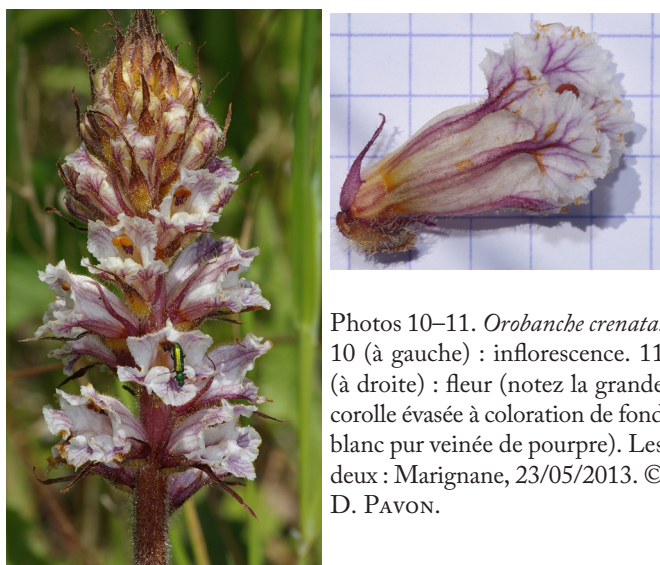 Photos 10–11. Orobanche crenata.
10 (à gauche) : inflorescence. 11
(à droite) : fleur (notez la grande
corolle évasée à coloration de fond
blanc pur veinée de pourpre). Les
deux : Marignane, 23/05/2013. ©
D. PAVON.